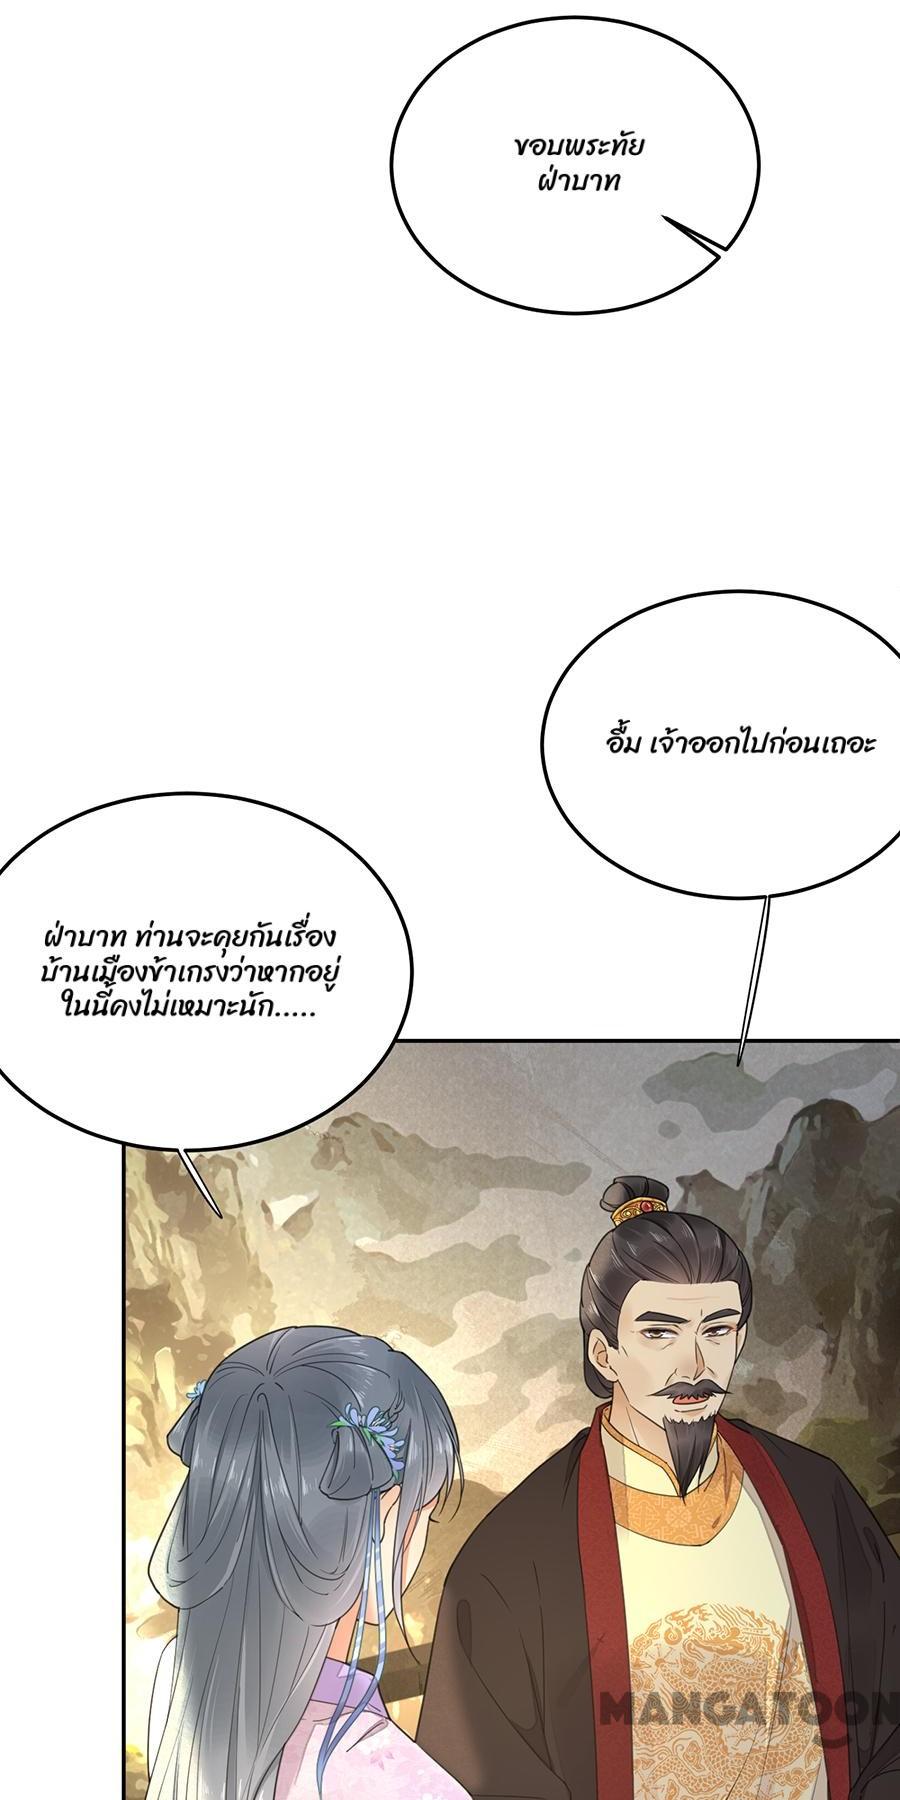 ขอบพระทัย
ฝ่าบาท
อื้ม เจ้าออกไปก่อนเถอะ
ฝ่าบาท ท่านจะคุยกันเรื่อง
บ้านเมืองข้าเกรงว่าหากอยู่
ในนี้คงไม่เหมาะนัก.....
MANGATOON